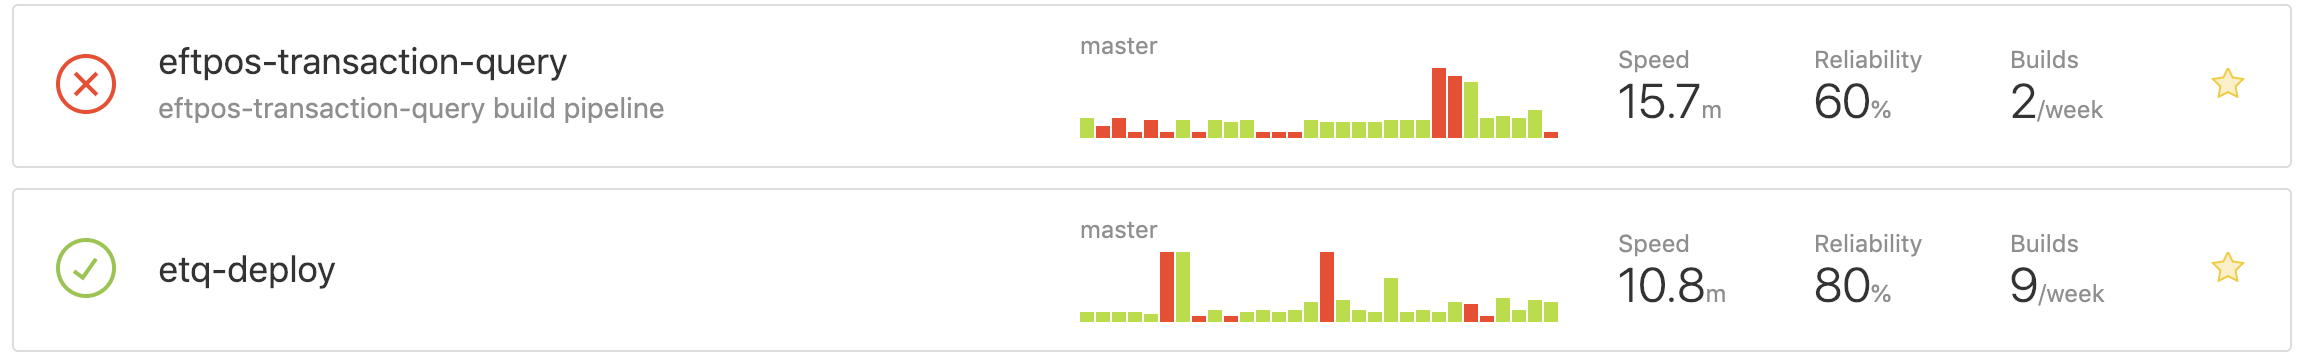 eftpos-transaction-query
eftpos-transaction-query build pipeline
master
Speed
15.7m
Reliability
60%
Builds
2/week
etq-deploy
master
Speed
10.8m
Reliability
80%
Builds
9/week